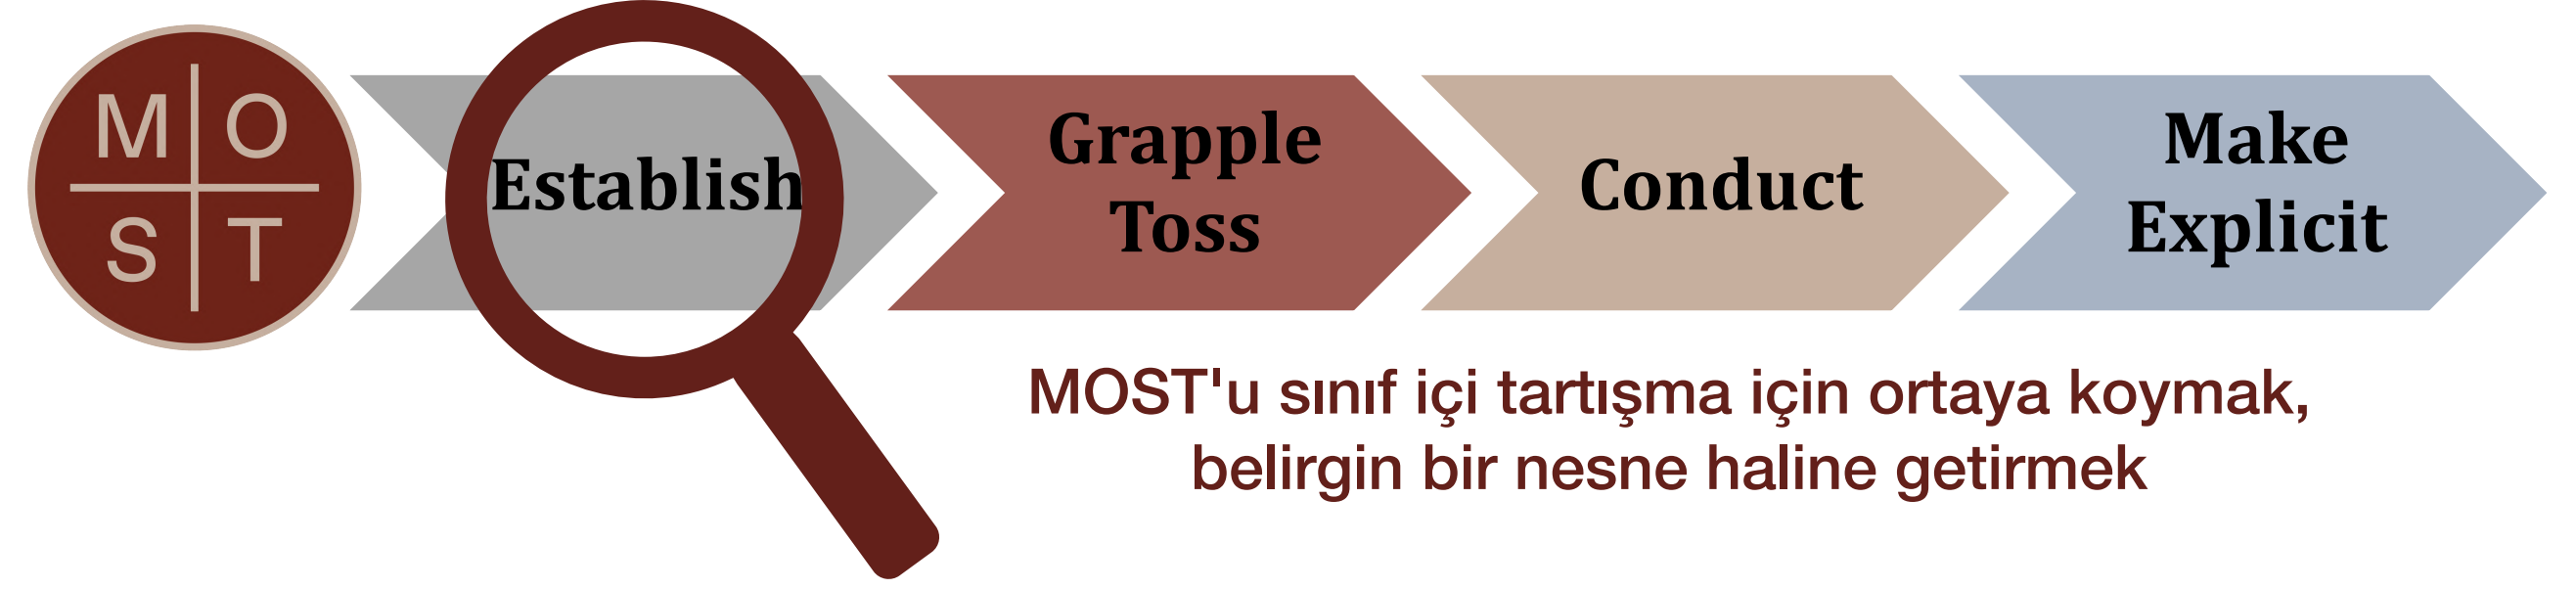 M O
S T
Establish
Grapple
Toss
Conduct
Make
Explicit
MOST'u sınıf içi tartışma için ortaya koymak,
belirgin bir nesne haline getirmek